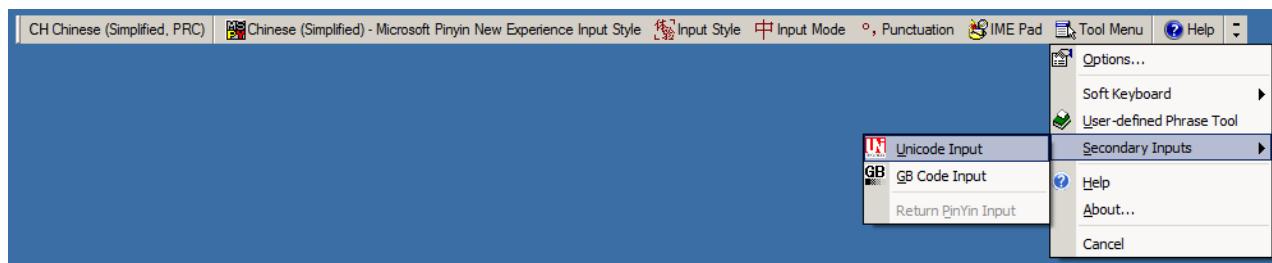 CH Chinese (Simplified, PRC) Chinese (Simplified) - Microsoft Pinyin New Experience Input Style Input Style 中 Input Mode °, Punctuation IME Pad Tool Menu Help
Options...
Soft Keyboard
User-defined Phrase Tool
Secondary Inputs
Help
About...
Cancel
Unicode Input
GB GB Code Input
Return PinYin Input